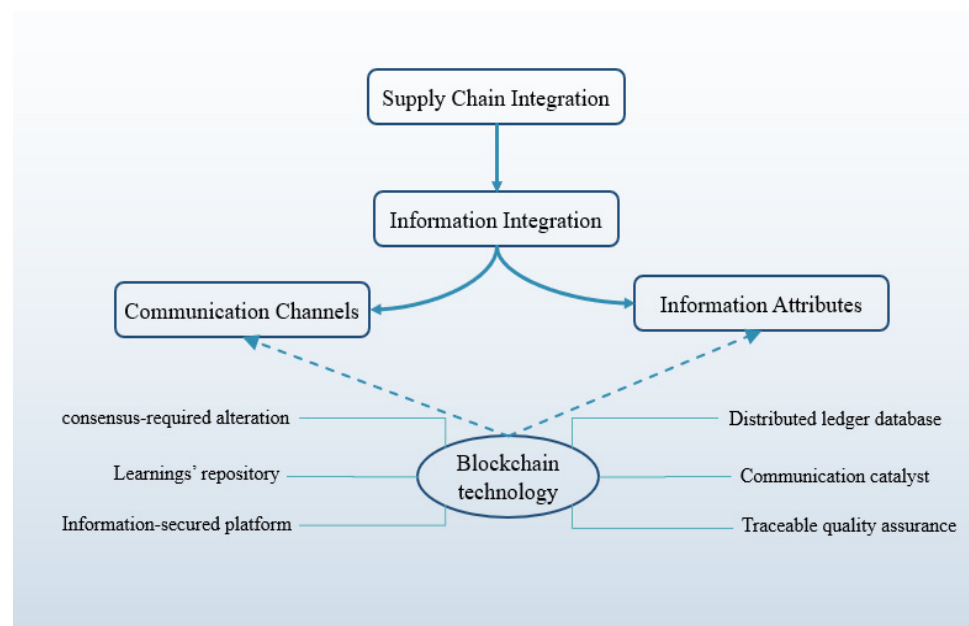 Supply Chain Integration
Information Integration
Communication Channels
Information Attributes
consensus-required alteration
Distributed ledger database
Blockchain
technology
Learnings’ repository
Communication catalyst
Information-secured platform
Traceable quality assurance